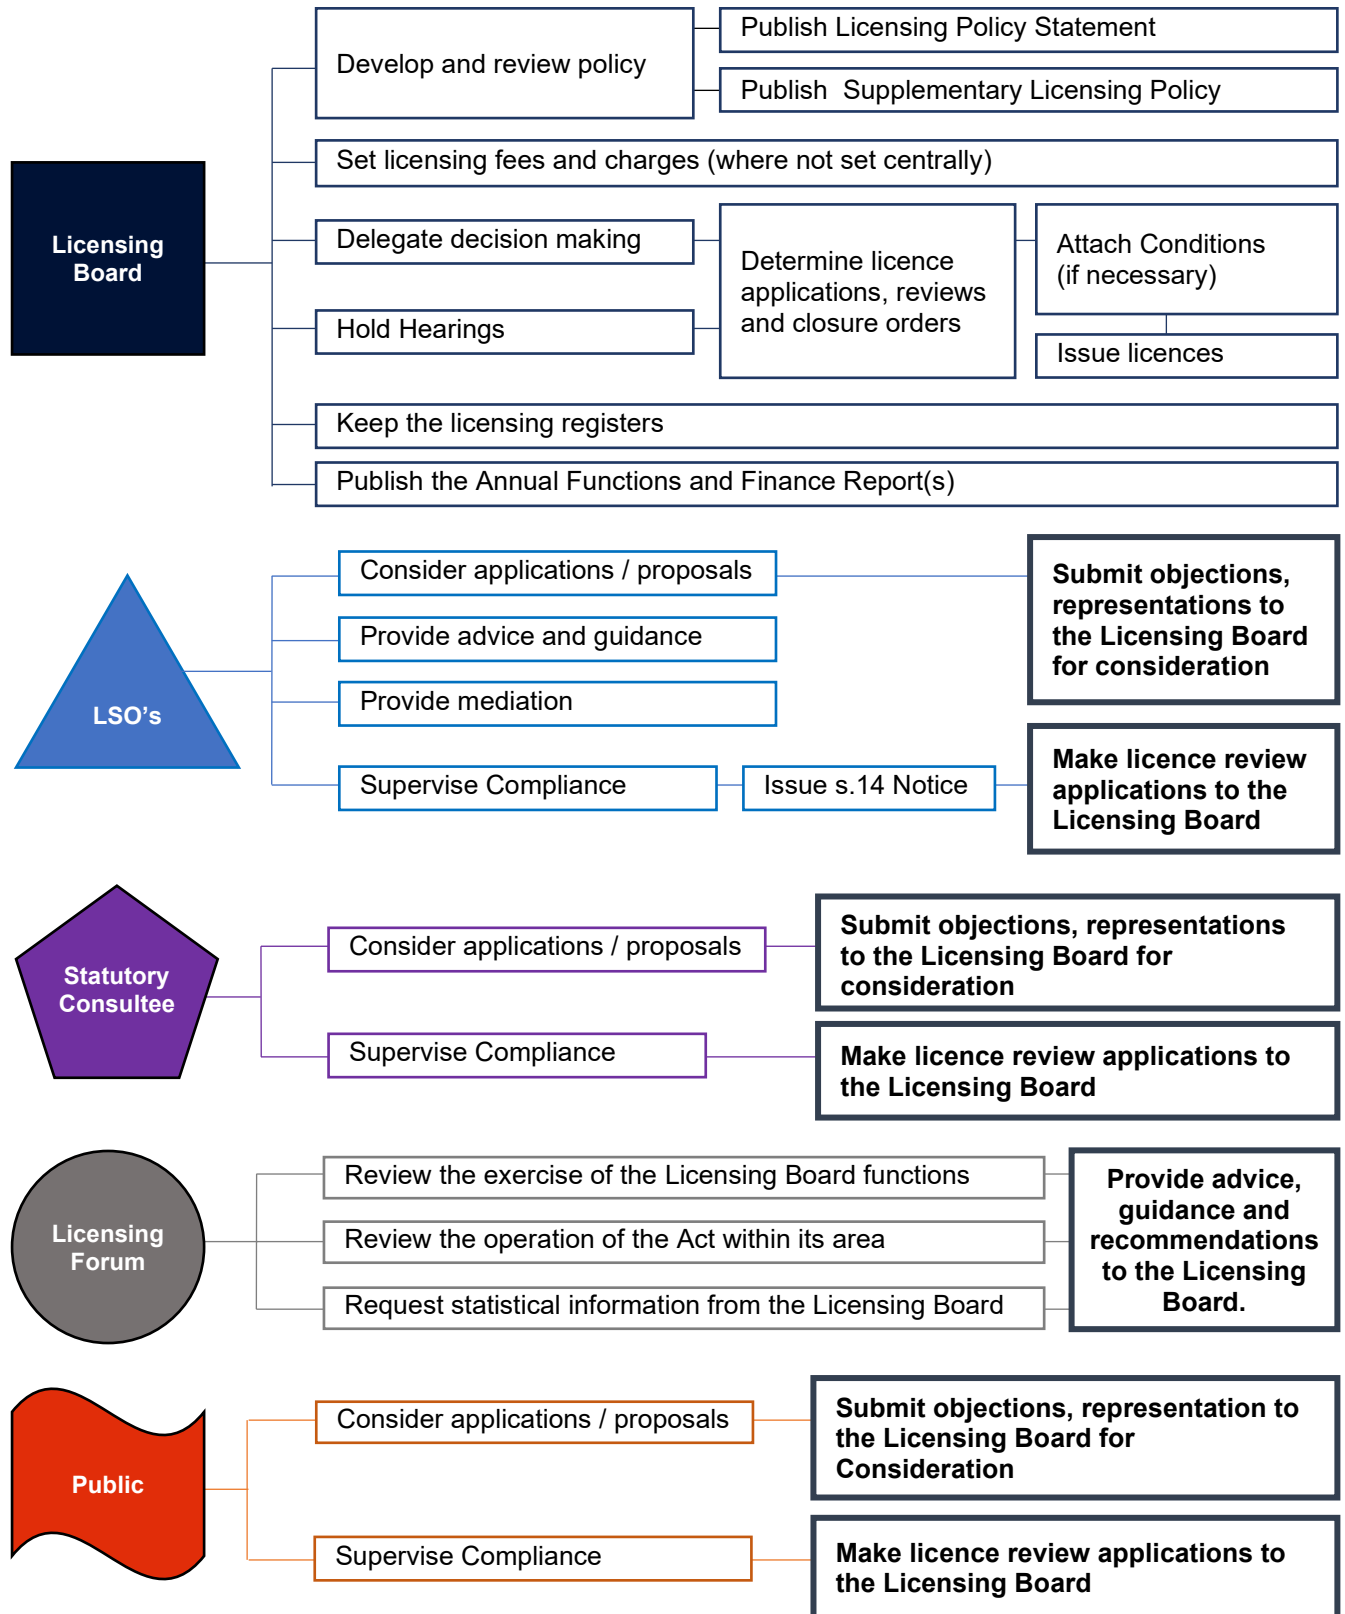 Publish Licensing Policy Statement
Develop and review policy
Publish  Supplementary Licensing Policy
Set licensing fees and charges (where not set centrally)
Licensing
Board
Delegate decision making
Hold Hearings
Determine licence
applications, reviews
and closure orders
Attach Conditions
(if necessary)
Issue licences
Keep the licensing registers
Publish the Annual Functions and Finance Report(s)
LSO’s
Consider applications / proposals
Submit objections,
representations to
the Licensing Board
for consideration
Provide advice and guidance
Provide mediation
Supervise Compliance
Issue s.14 Notice
Make licence review
applications to the
Licensing Board
Statutory
Consultee
Consider applications / proposals
Submit objections, representations
to the Licensing Board for
consideration
Supervise Compliance
Make licence review applications to
the Licensing Board
Licensing
Forum
Review the exercise of the Licensing Board functions
Review the operation of the Act within its area
Request statistical information from the Licensing Board
Provide advice,
guidance and
recommendations
to the Licensing
Board.
Public
Consider applications / proposals
Submit objections, representation to
the Licensing Board for
Consideration
Supervise Compliance
Make licence review applications to
the Licensing Board